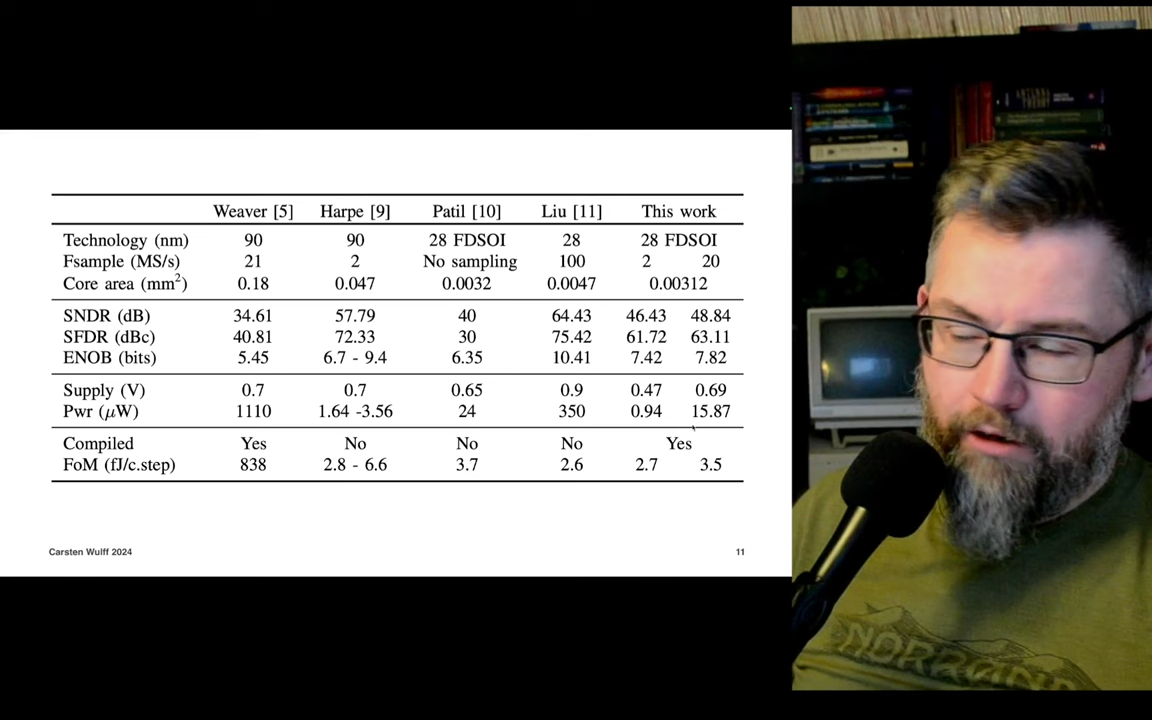 Weaver [5] Harpe [9] Patil [10] Liu [11] This work
Technology (nm) 90 90 28 FDSOI 28 28 FDSOI
Fsample (MS/s) 21 2 No sampling 100 2 20
Core area (mm²) 0.18 0.047 0.0032 0.0047 0.00312
SNDR (dB) 34.61 57.79 40 64.43 46.43 48.84
SFDR (dBc) 40.81 72.33 30 75.42 61.72 63.11
ENOB (bits) 5.45 6.7 - 9.4 6.35 10.41 7.42 7.82
Supply (V) 0.7 0.7 0.65 0.9 0.47 0.69
Pwr (μW) 1110 1.64 -3.56 24 350 0.94 15.87
Compiled Yes No No No Yes
FoM (fJ/c.step) 838 2.8 - 6.6 3.7 2.6 2.7 3.5
Carsten Wulff 2024 11